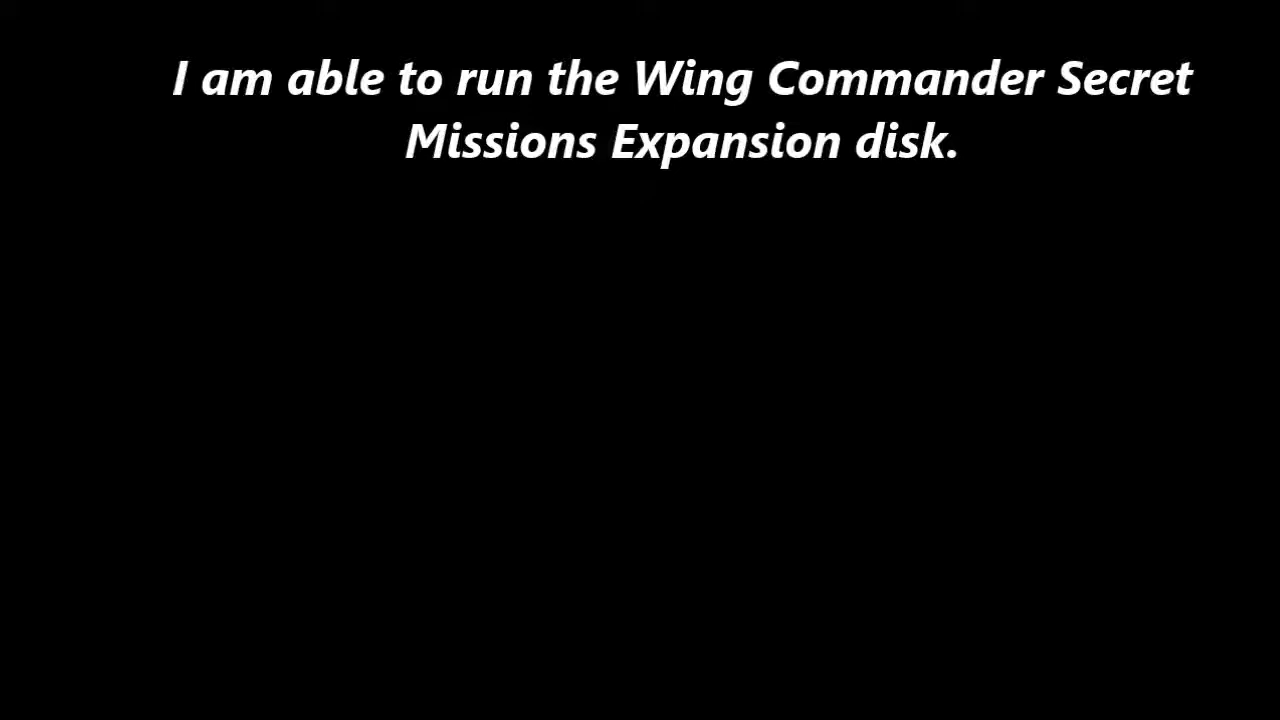 I am able to run the Wing Commander Secret
Missions Expansion disk.